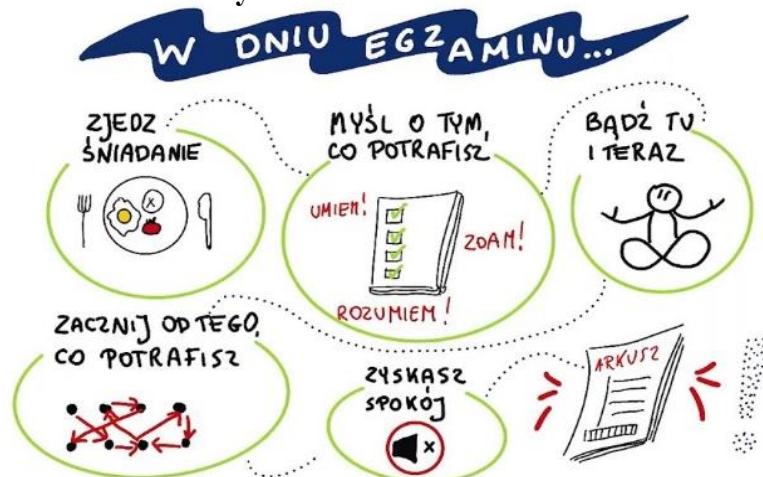 W DNIU EGZAMINU...
ZJEDZ
ŚNIADANIE
MYŚL O TYM,
CO POTRAFISZ
UMIEM!
ZDAM!
ROZUMIEM!
BĄDŹ TU
I TERAZ
ZACZNIJ OD TEGO,
CO POTRAFISZ
ZYSKASZ
SPOKÓJ
X
ARKUSZ